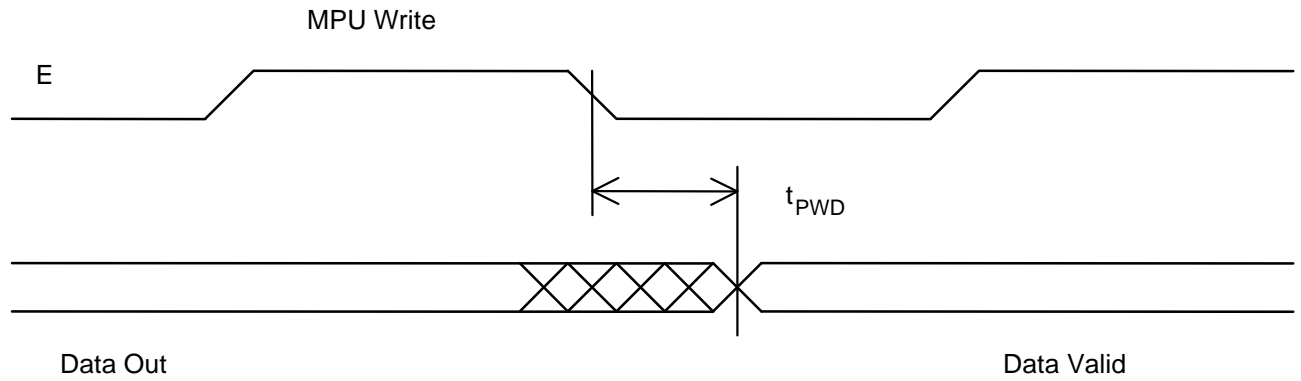 MPU Write
E
tPWD
Data Out
Data Valid